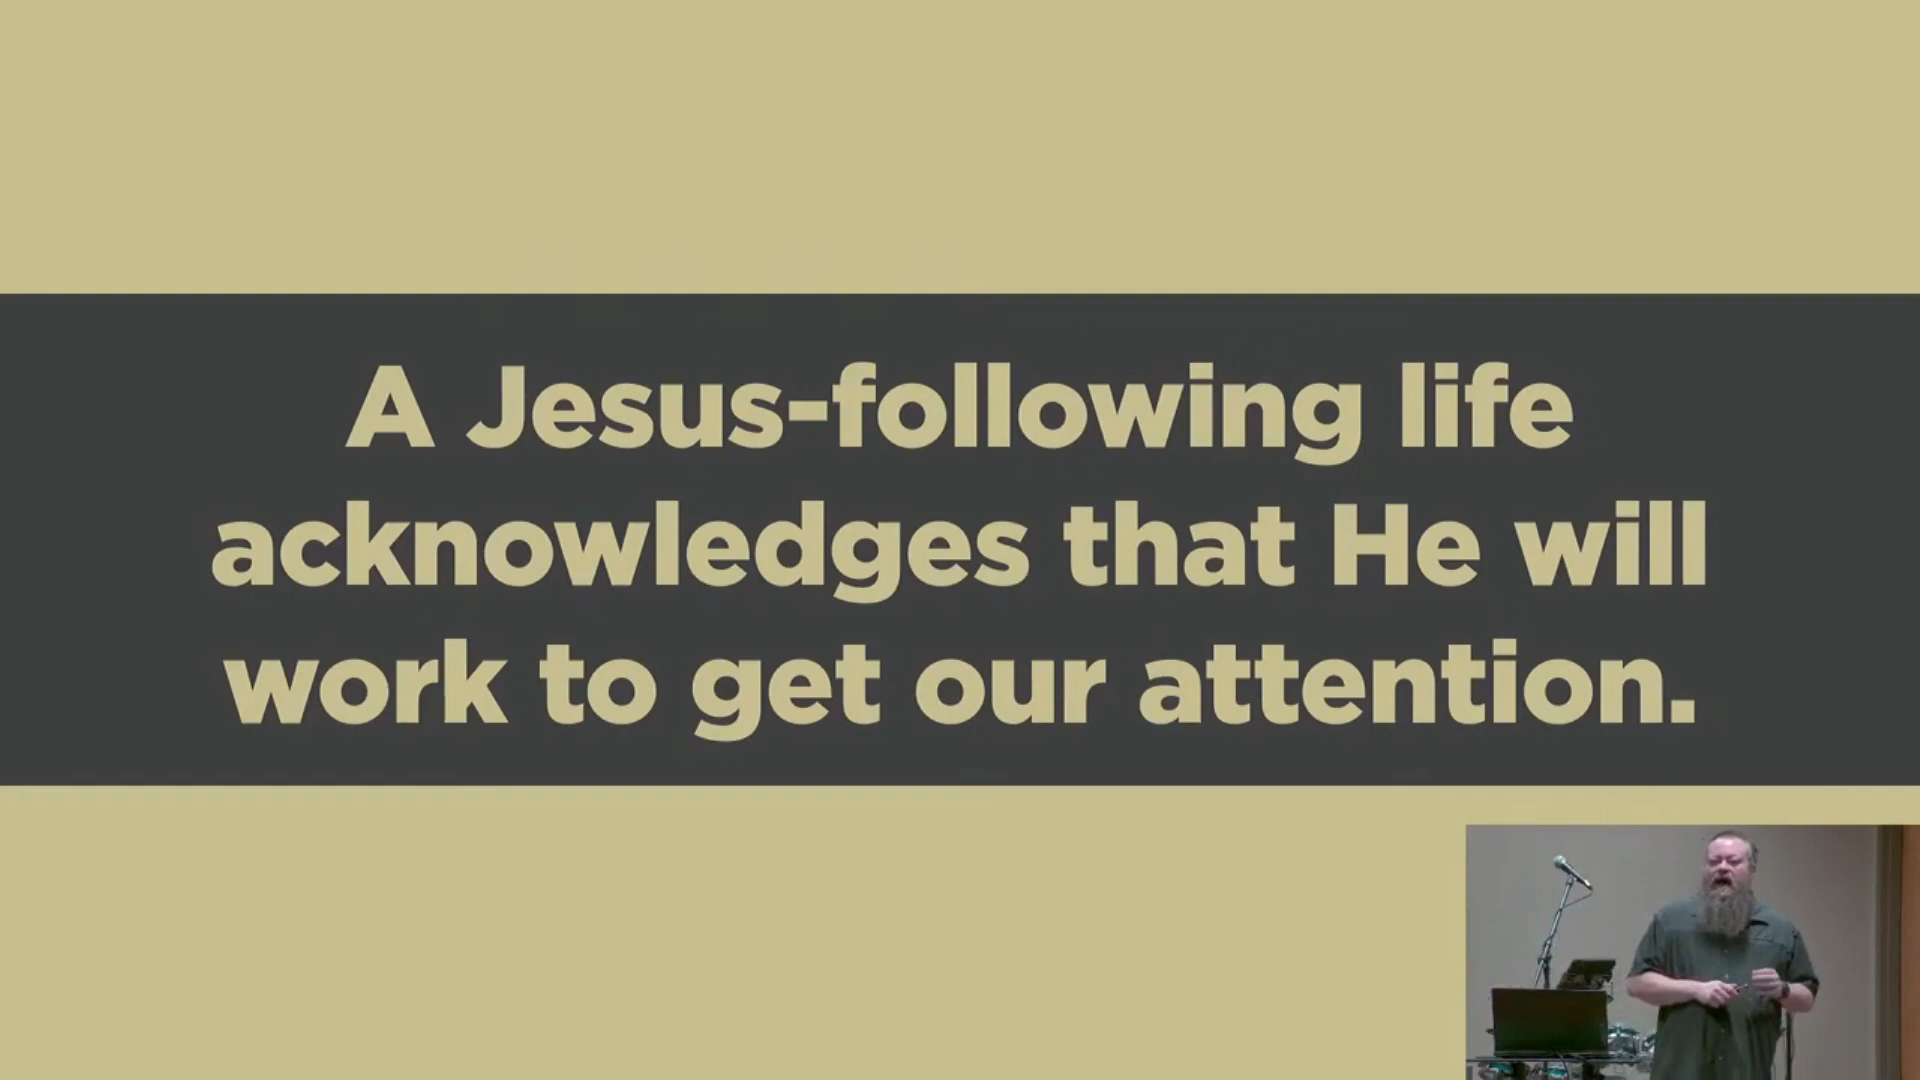 A Jesus-following life
acknowledges that He will
work to get our attention.